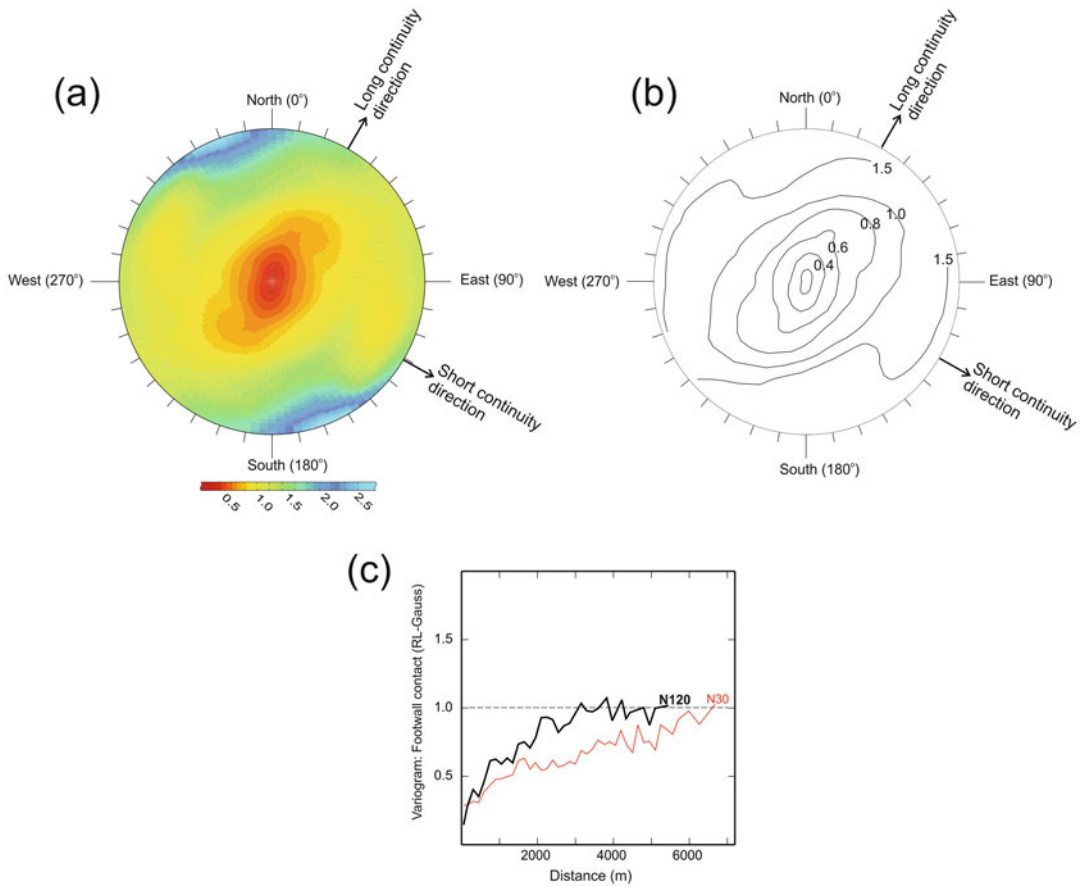 (a)
Long continuity
direction
North (0°)
West (270°)
East (90°)
Short continuity
direction
South (180°)
0.5
1.0
1.5
2.0
2.5
(b)
Long continuity
direction
North (0°)
1.5
1.0
0.8
0.6
0.4
1.5
West (270°)
East (90°)
Short continuity
direction
South (180°)
(c)
Variogram: Footwall contact (RL-Gauss)
1.5
1.0
0.5
N120
N30
2000
4000
6000
Distance (m)